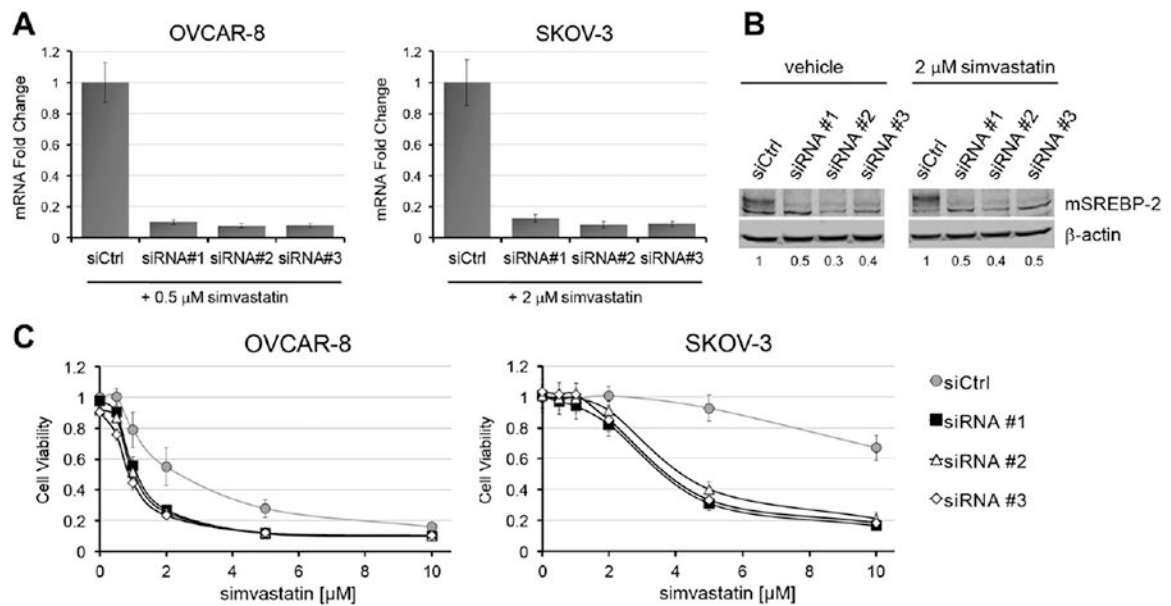 A
OVCAR-8
mRNA Fold Change
1.2
1
0.8
0.6
0.4
0.2
0
siCtrl siRNA#1 siRNA#2 siRNA#3
+ 0.5 µM simvastatin
SKOV-3
mRNA Fold Change
1.2
1
0.8
0.6
0.4
0.2
0
siCtrl siRNA#1 siRNA#2 siRNA#3
+ 2 µM simvastatin
B
vehicle 2 µM simvastatin
siCtrl siRNA #1 siRNA #2 siRNA #3 siCtrl siRNA #1 siRNA #2 siRNA #3
mSREBP-2
β-actin
1 0.5 0.3 0.4 1 0.5 0.4 0.5
C
OVCAR-8
Cell Viability
1.2
1
0.8
0.6
0.4
0.2
0
0 2 4 6 8 10
simvastatin [µM]
SKOV-3
Cell Viability
1.2
1.0
0.8
0.6
0.4
0.2
0
0 2 4 6 8 10
simvastatin [µM]
siCtrl
siRNA #1
siRNA #2
siRNA #3